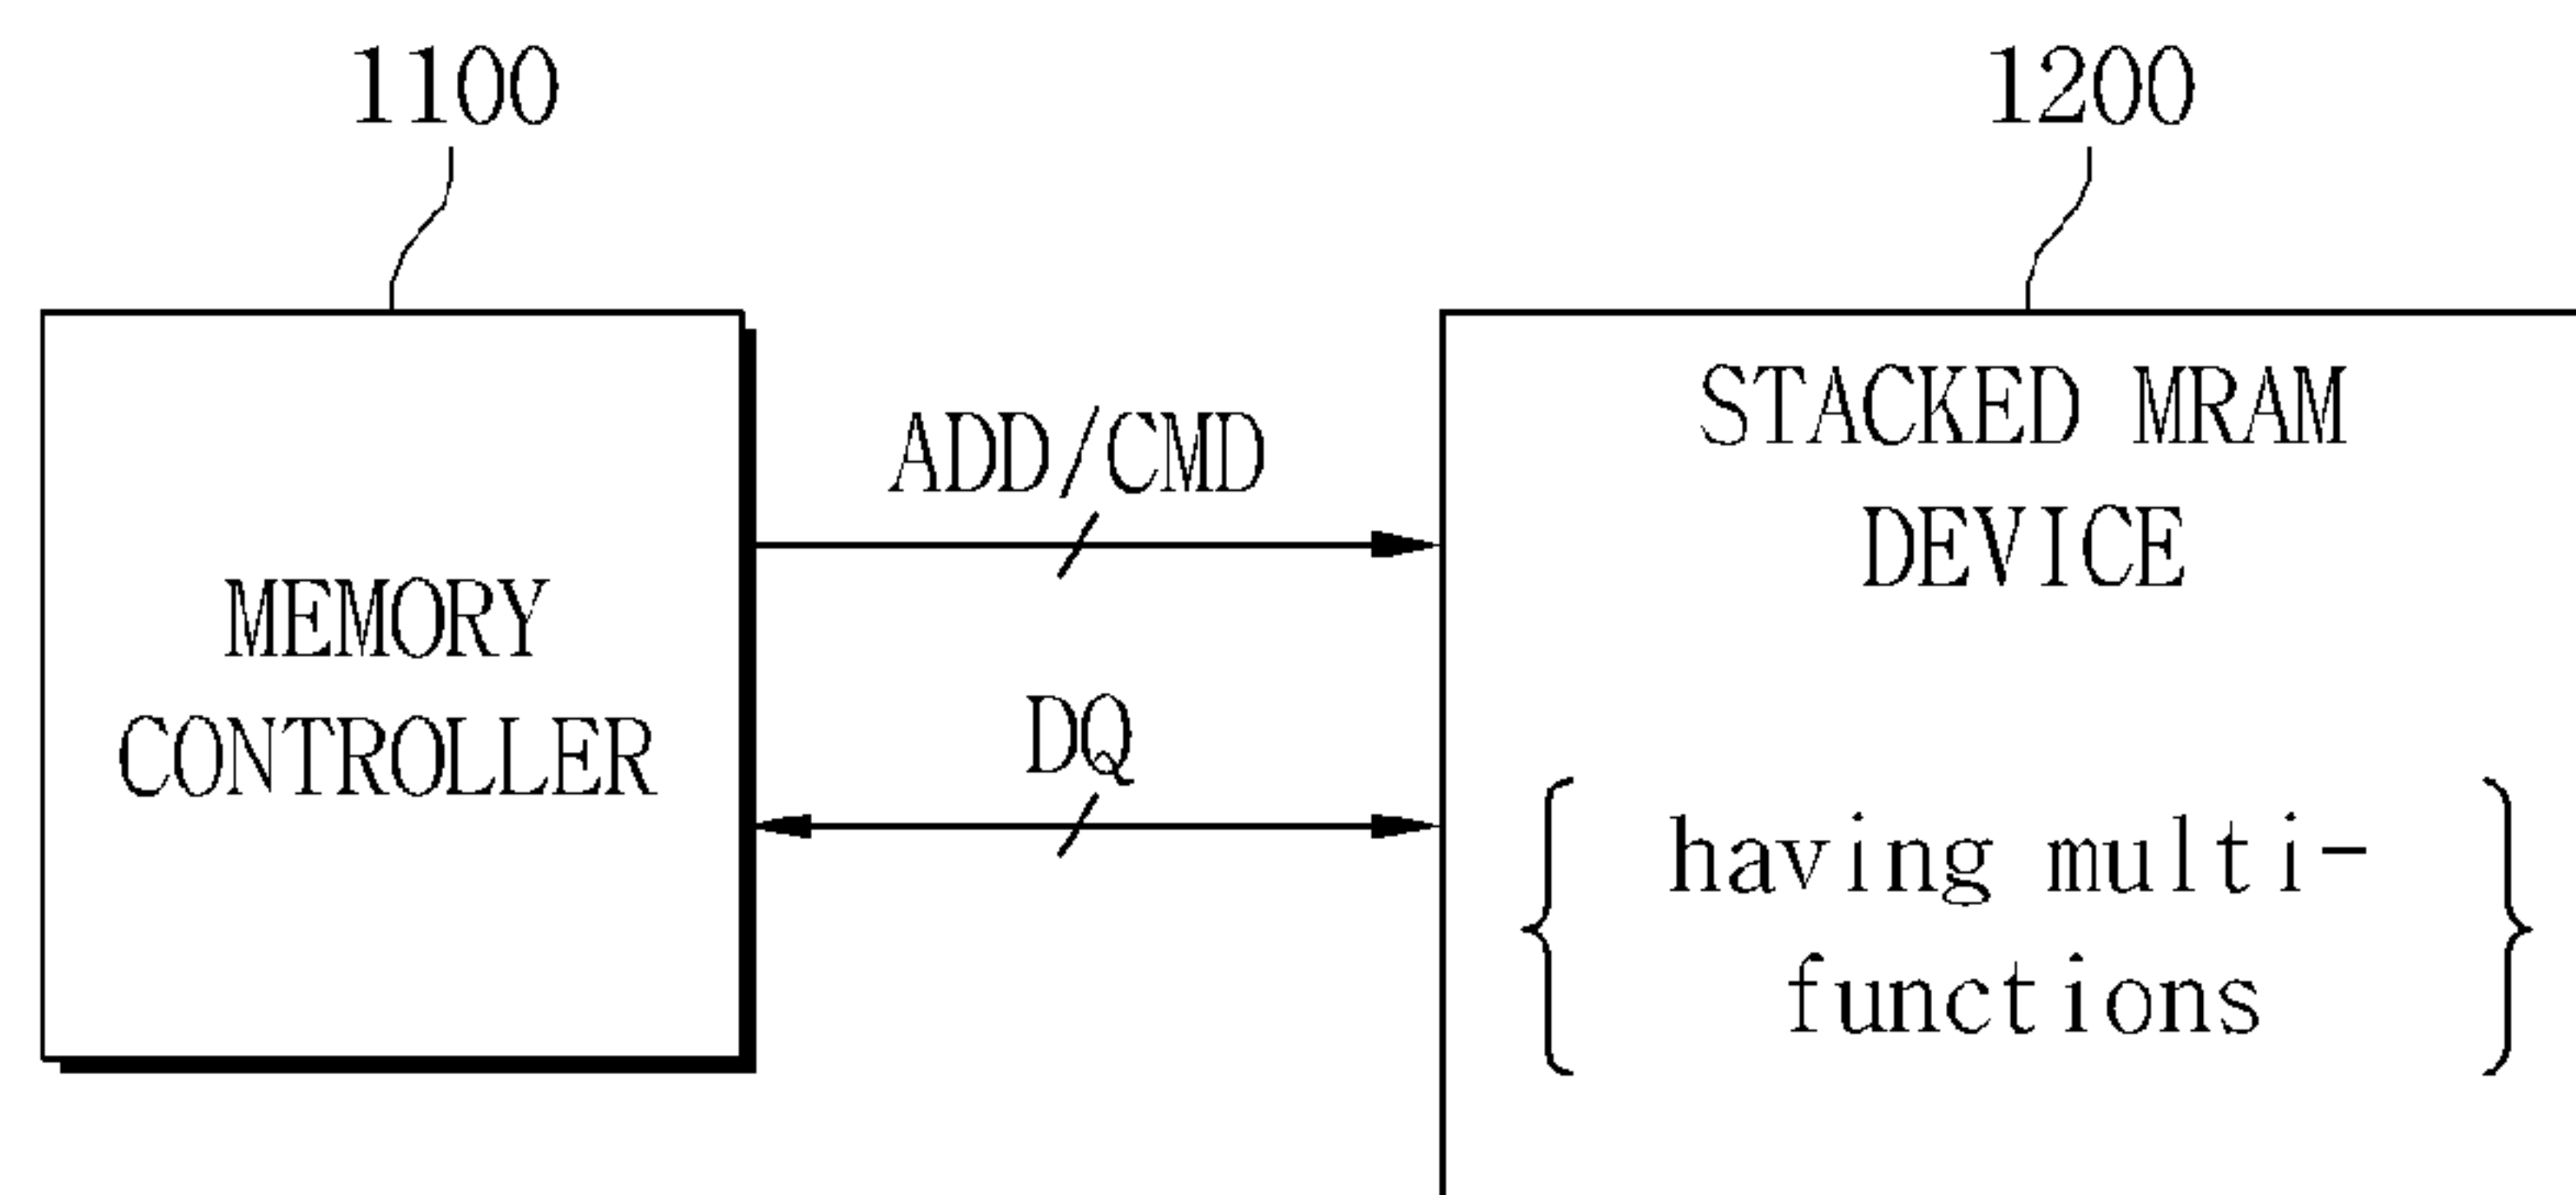 1100
1200
MEMORY
CONTROLLER
ADD/CMD
DQ
STACKED MRAM
DEVICE
having multi-
functions